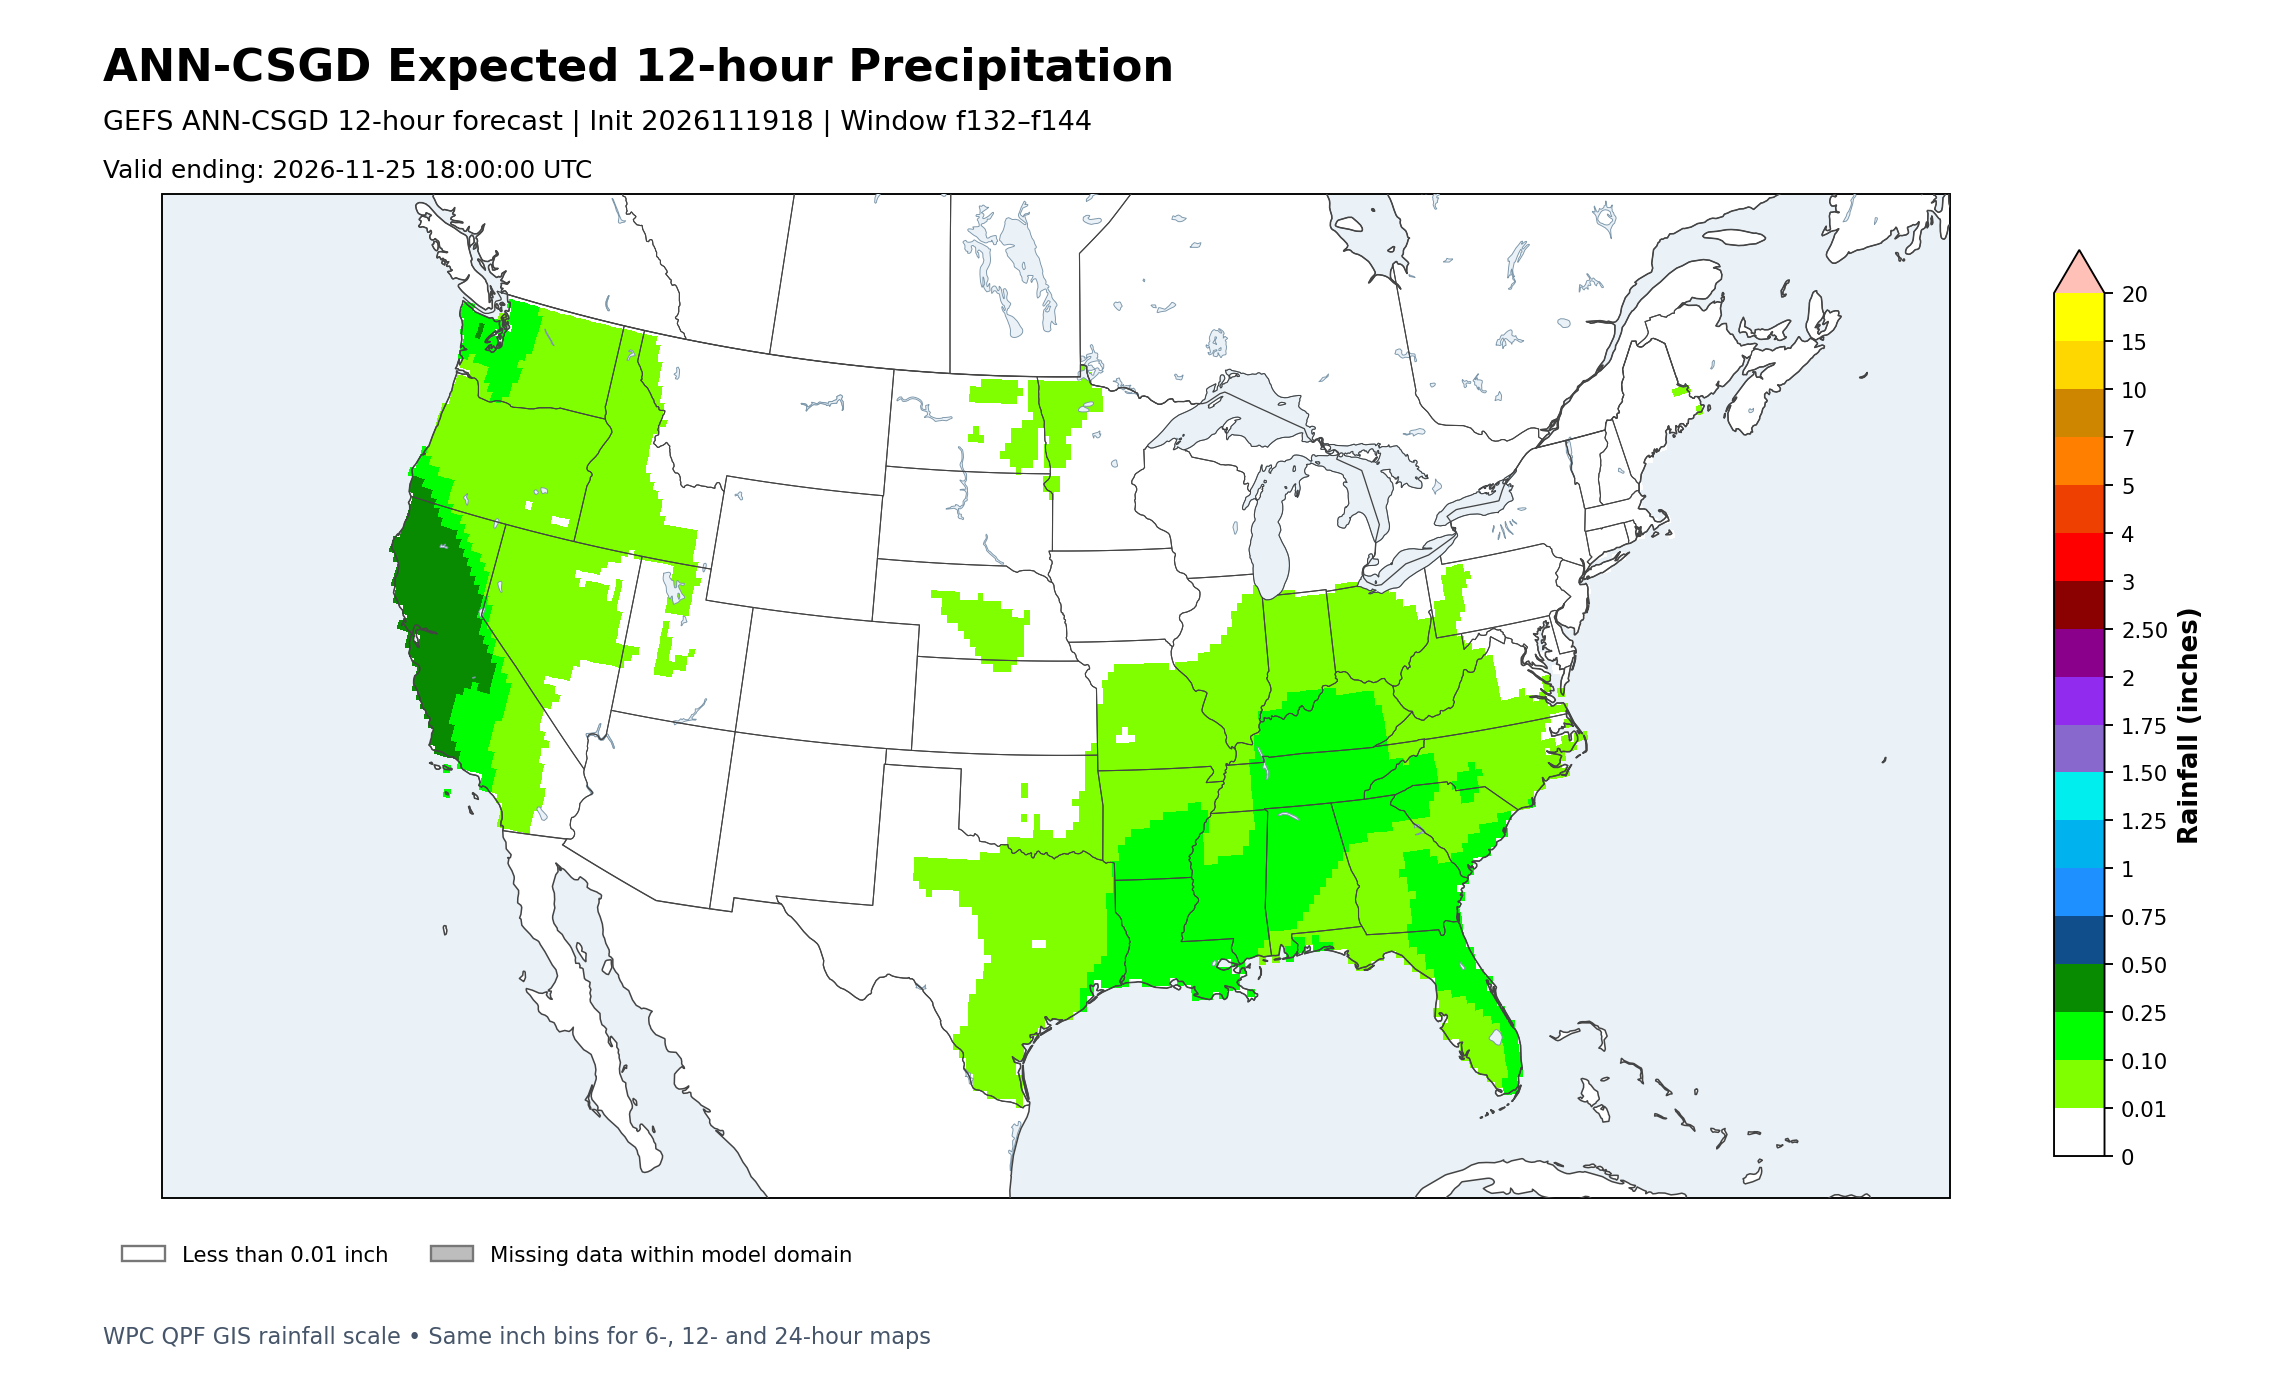 ANN-CSGD Expected 12-hour Precipitation
GEFS ANN-CSGD 12-hour forecast | Init 2026111918 | Window f132–f144
Valid ending: 2026-11-25 18:00:00 UTC
20
15
10
7
5
4
3
2.50
2
1.75
1.50
1.25
1
0.75
0.50
0.25
0.10
0.01
0
Rainfall (inches)
Less than 0.01 inch
Missing data within model domain
WPC QPF GIS rainfall scale • Same inch bins for 6-, 12- and 24-hour maps